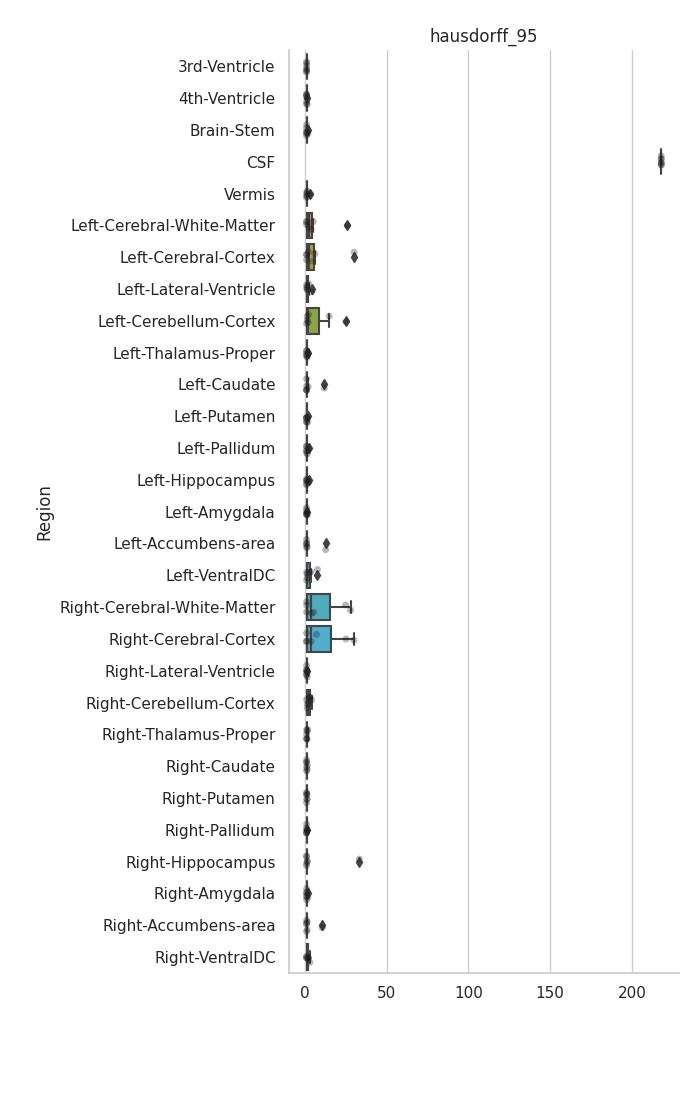 hausdorff_95
3rd-Ventricle
4th-Ventricle
Brain-Stem
CSF
Vermis
Left-Cerebral-White-Matter
Left-Cerebral-Cortex
Left-Lateral-Ventricle
Left-Cerebellum-Cortex
Left-Thalamus-Proper
Left-Caudate
Left-Putamen
Left-Pallidum
Left-Hippocampus
Region
Left-Amygdala
Left-Accumbens-area
Left-VentralDC
Right-Cerebral-White-Matter
Right-Cerebral-Cortex
Right-Lateral-Ventricle
Right-Cerebellum-Cortex
Right-Thalamus-Proper
Right-Caudate
Right-Putamen
Right-Pallidum
Right-Hippocampus
Right-Amygdala
Right-Accumbens-area
Right-VentralDC
0 50 100 150 200